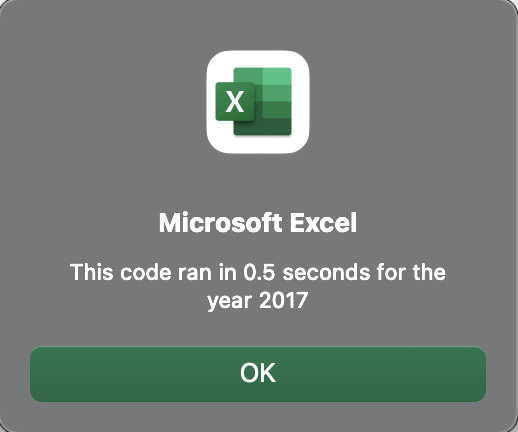 X
Microsoft Excel
This code ran in 0.5 seconds for the
year 2017
OK